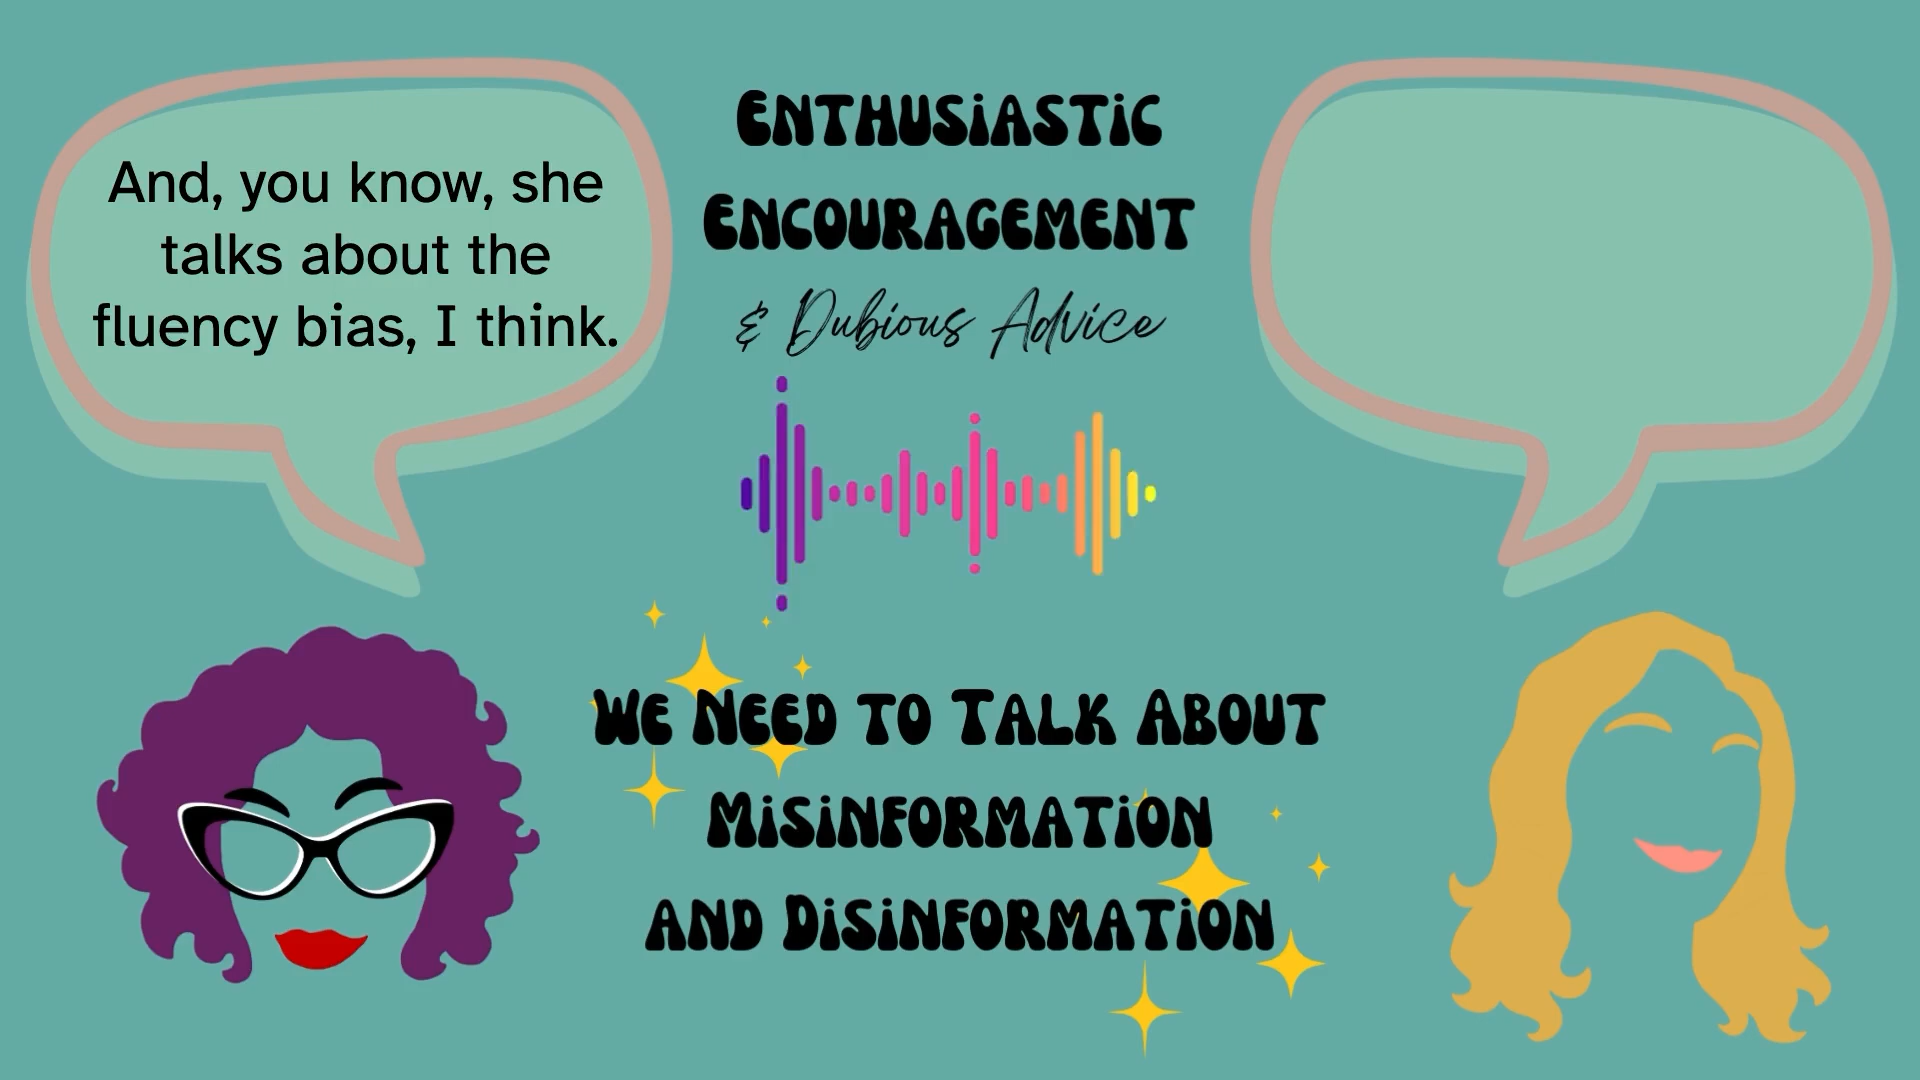 And, you know, she
talks about the
fluency bias, I think.
Enthusiastic
Encouragement
& Dubious Advice
We Need to Talk About
Misinformation
and Disinformation